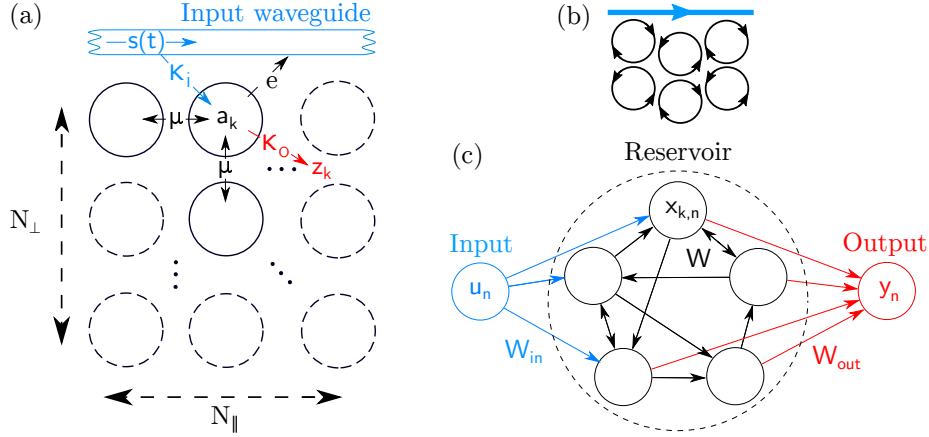 (a)
Input waveguide
s(t)
κi
e
μ
ak
κo
μ
zk
N⊥
N∥
(b)
(c)
Reservoir
xk,n
Input
W
Output
un
yn
Win
Wout